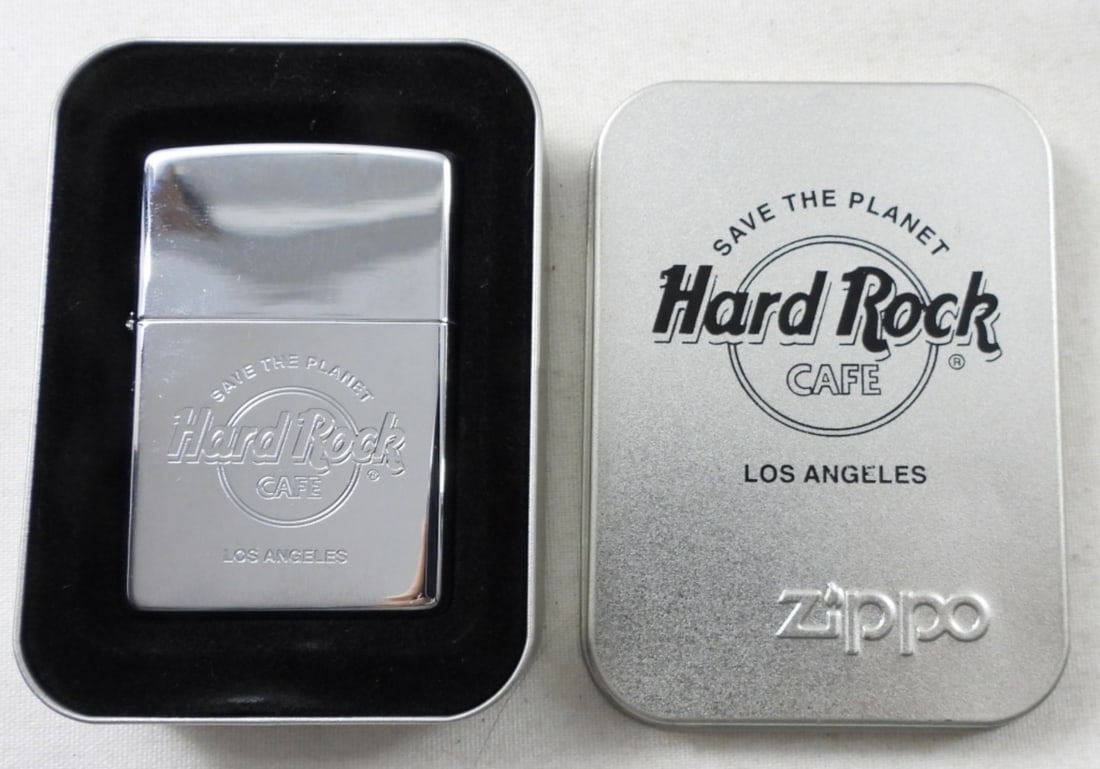 SAVE THE PLANET
Hard Rock
CAFE
®
LOS ANGELES
SAVE THE PLANET
Hard Rock
CAFE
®
LOS ANGELES
zippo